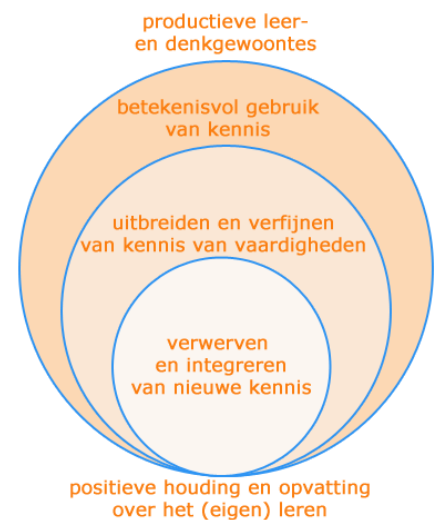 productieve leer-
en denkgewoontes
betekenisvol gebruik
van kennis
uitbreiden en verfijnen
van kennis van vaardigheden
verwerven
en integreren
van nieuwe kennis
positieve houding en opvatting
over het (eigen) leren